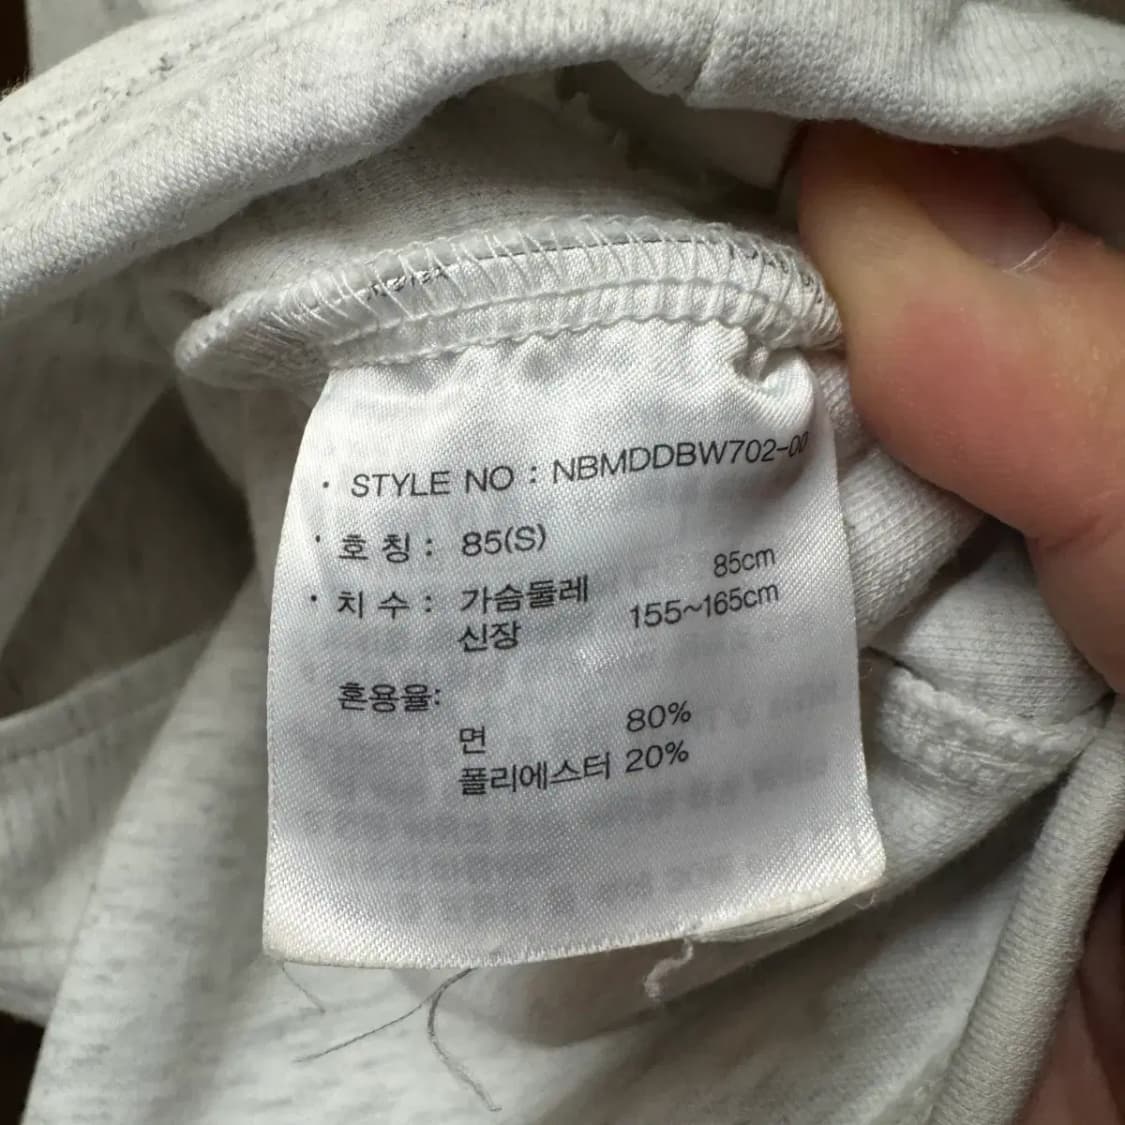 · STYLE NO : NBMDDBW702-00
· 호 칭 : 85(S)
· 치 수 : 가슴둘레 85cm
신장 155~165cm
혼용율:
면 80%
폴리에스터 20%